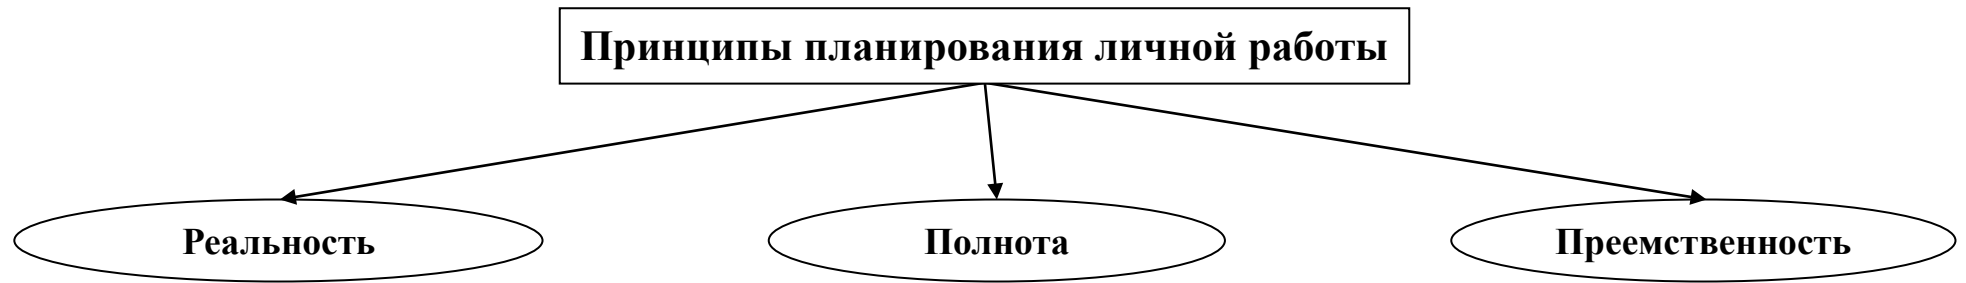 Принципы планирования личной работы
Реальность
Полнота
Преемственность